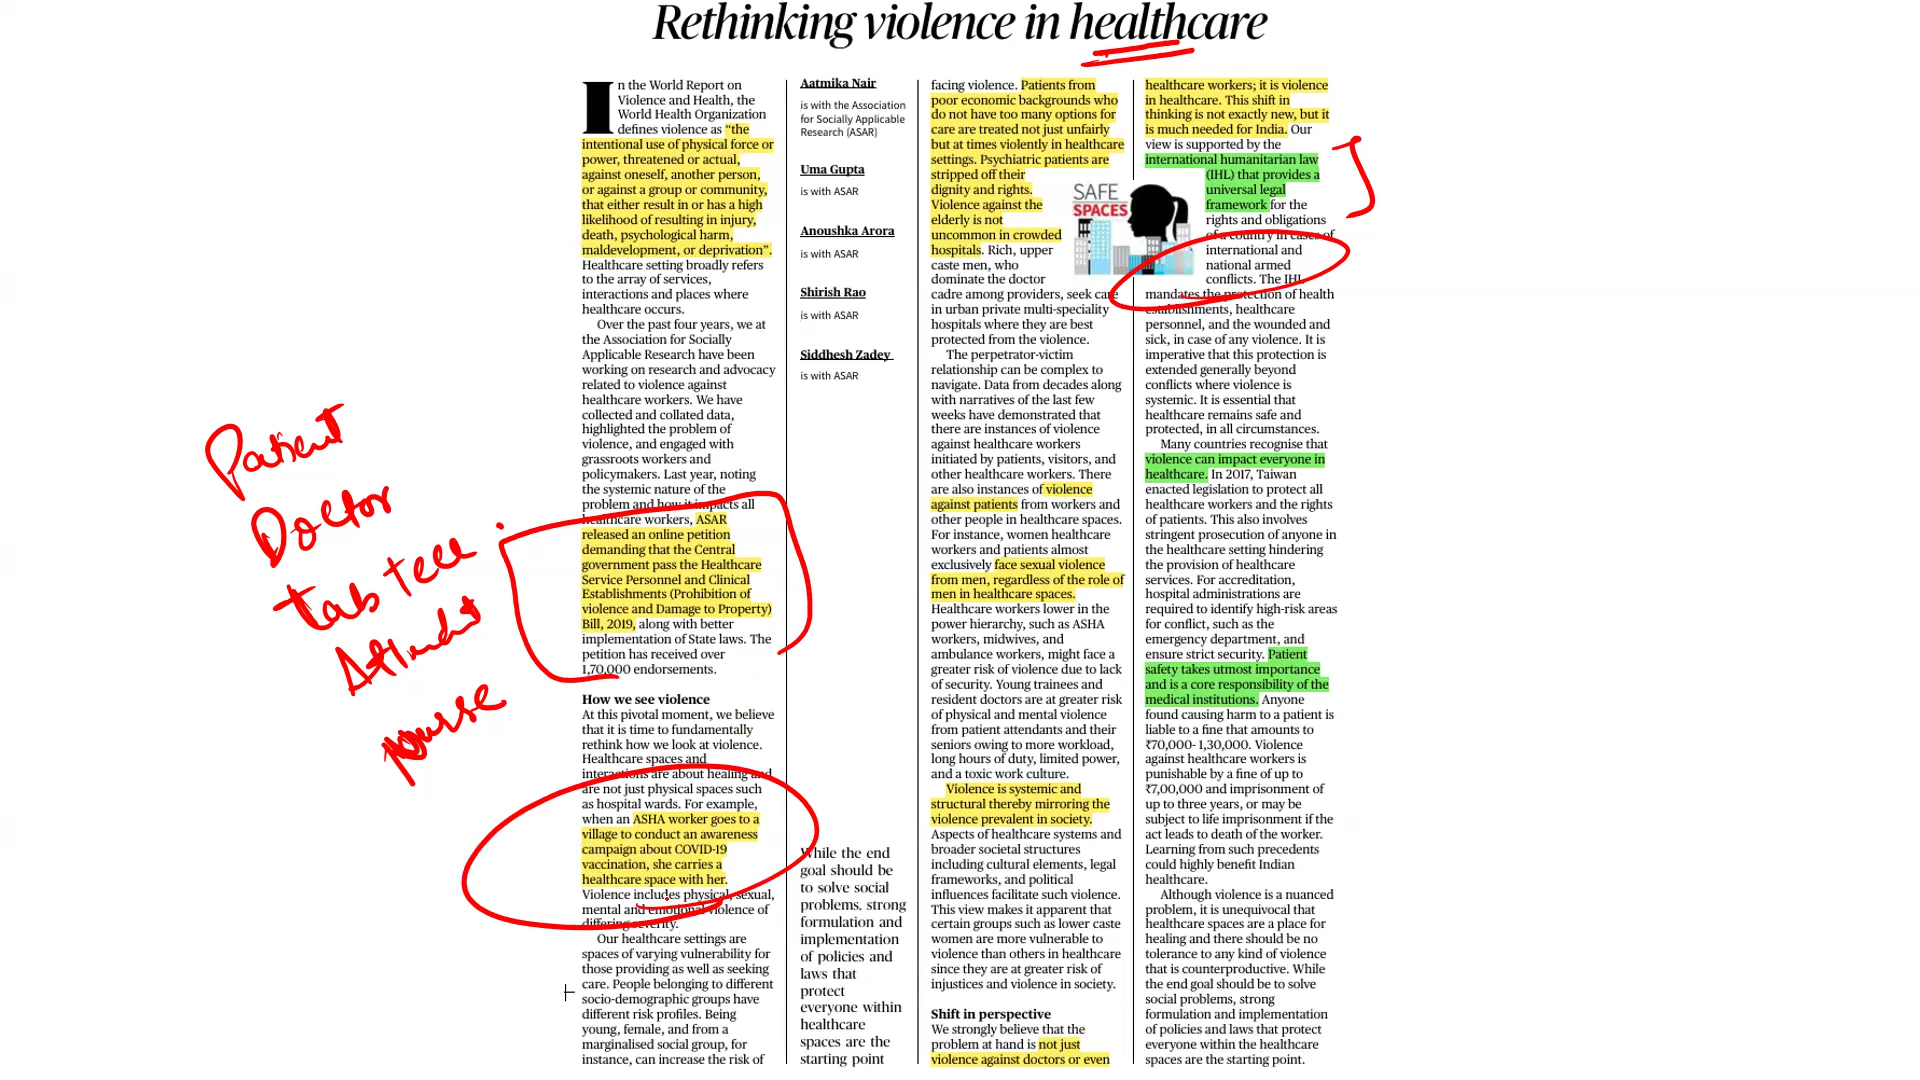 Rethinking violence in healthcare
In the World Report on
Violence and Health, the
World Health Organization
defines violence as “the
intentional use of physical force or
power, threatened or actual,
against oneself, another person,
or against a group or community,
that either result in or has a high
likelihood of resulting in injury,
death, psychological harm,
maldevelopment, or deprivation”.
Healthcare setting broadly refers
to the array of services,
interactions and places where
healthcare occurs.
Over the past four years, we at
the Association for Socially
Applicable Research have been
working on research and advocacy
related to violence against
healthcare workers. We have
collected and collated data,
highlighted the problem of
violence, and engaged with
grassroots workers and
policymakers. Last year, noting
the systemic nature of the
problem and how it impacts all
healthcare workers, ASAR
released an online petition
demanding that the Central
government pass the Healthcare
Service Personnel and Clinical
Establishments (Prohibition of
violence and Damage to Property)
Bill, 2019, along with better
implementation of State laws. The
petition has received over
1,70,000 endorsements.
How we see violence
At this pivotal moment, we believe
that it is time to fundamentally
rethink how we look at violence.
Healthcare spaces and
interactions are about healing and
are not just physical spaces such
as hospital wards. For example,
when an ASHA worker goes to a
village to conduct an awareness
campaign about COVID-19
vaccination, she carries a
healthcare space with her.
Violence includes physical, sexual,
mental and emotional violence of
differing severity.
Our healthcare settings are
spaces of varying vulnerability for
those providing as well as seeking
care. People belonging to different
socio-demographic groups have
different risk profiles. Being
young, female, and from a
marginalised social group, for
instance, can increase the risk of
Aatmika Nair
is with the Association
for Socially Applicable
Research (ASAR)
Uma Gupta
is with ASAR
Anoushka Arora
is with ASAR
Shirish Rao
is with ASAR
Siddhesh Zadey
is with ASAR
While the end
goal should be
to solve social
problems, strong
formulation and
implementation
of policies and
laws that
protect
everyone within
healthcare
spaces are the
starting point
facing violence. Patients from
poor economic backgrounds who
do not have too many options for
care are treated not just unfairly
but at times violently in healthcare
settings. Psychiatric patients are
stripped off their
dignity and rights.
Violence against the
elderly is not
uncommon in crowded
hospitals. Rich, upper
caste men, who
dominate the doctor
cadre among providers, seek care
in urban private multi-speciality
hospitals where they are best
protected from the violence.
The perpetrator-victim
relationship can be complex to
navigate. Data from decades along
with narratives of the last few
weeks have demonstrated that
there are instances of violence
against healthcare workers
initiated by patients, visitors, and
other healthcare workers. There
are also instances of violence
against patients from workers and
other people in healthcare spaces.
For instance, women healthcare
workers and patients almost
exclusively face sexual violence
from men, regardless of the role of
men in healthcare spaces.
Healthcare workers lower in the
power hierarchy, such as ASHA
workers, midwives, and
ambulance workers, might face a
greater risk of violence due to lack
of security. Young trainees and
resident doctors are at greater risk
of physical and mental violence
from patient attendants and their
seniors owing to more workload,
long hours of duty, limited power,
and a toxic work culture.
Violence is systemic and
structural thereby mirroring the
violence prevalent in society.
Aspects of healthcare systems and
broader societal structures
including cultural elements, legal
frameworks, and political
influences facilitate such violence.
This view makes it apparent that
certain groups such as lower caste
women are more vulnerable to
violence than others in healthcare
since they are at greater risk of
injustices and violence in society.
Shift in perspective
We strongly believe that the
problem at hand is not just
violence against doctors or even
SAFE
SPACES
healthcare workers; it is violence
in healthcare. This shift in
thinking is not exactly new, but it
is much needed for India. Our
view is supported by the
international humanitarian law
(IHL) that provides a
universal legal
framework for the
rights and obligations
of a country in cases of
international and
national armed
conflicts. The IHL
mandates the protection of health
establishments, healthcare
personnel, and the wounded and
sick, in case of any violence. It is
imperative that this protection is
extended generally beyond
conflicts where violence is
systemic. It is essential that
healthcare remains safe and
protected, in all circumstances.
Many countries recognise that
violence can impact everyone in
healthcare. In 2017, Taiwan
enacted legislation to protect all
healthcare workers and the rights
of patients. This also involves
stringent prosecution of anyone in
the healthcare setting hindering
the provision of healthcare
services. For accreditation,
hospital administrations are
required to identify high-risk areas
for conflict, such as the
emergency department, and
ensure strict security. Patient
safety takes utmost importance
and is a core responsibility of the
medical institutions. Anyone
found causing harm to a patient is
liable to a fine that amounts to
₹70,000-1,30,000. Violence
against healthcare workers is
punishable by a fine of up to
₹7,00,000 and imprisonment of
up to three years, or may be
subject to life imprisonment if the
act leads to death of the worker.
Learning from such precedents
could highly benefit Indian
healthcare.
Although violence is a nuanced
problem, it is unequivocal that
healthcare spaces are a place for
healing and there should be no
tolerance to any kind of violence
that is counterproductive. While
the end goal should be to solve
social problems, strong
formulation and implementation
of policies and laws that protect
everyone within the healthcare
spaces are the starting point.
Patient
Doctor
Nurse